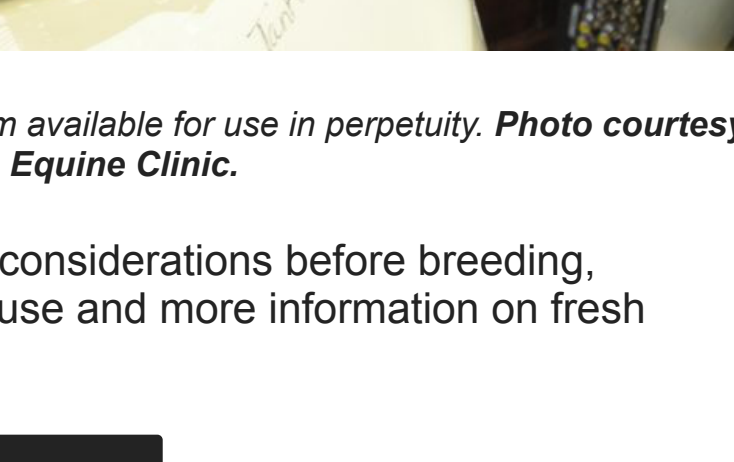 m available for use in perpetuity. Photo courtesy
Equine Clinic.
considerations before breeding,
use and more information on fresh